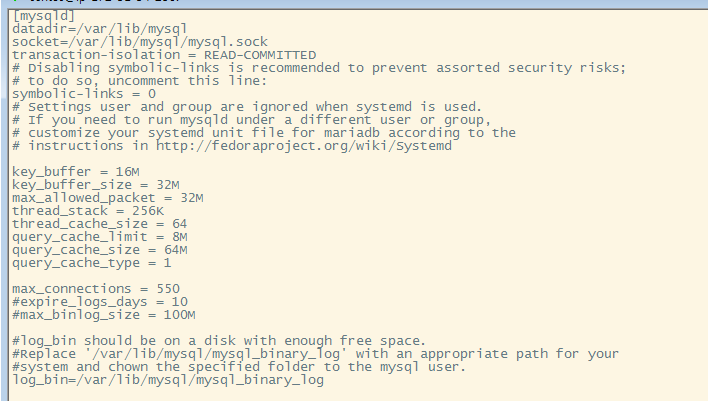 [mysqld]
datadir=/var/lib/mysql
socket=/var/lib/mysql/mysql.sock
transaction-isolation = READ-COMMITTED
# Disabling symbolic-links is recommended to prevent assorted security risks;
# to do so, uncomment this line:
symbolic-links = 0
# Settings user and group are ignored when systemd is used.
# If you need to run mysqld under a different user or group,
# customize your systemd unit file for mariadb according to the
# instructions in http://fedoraproject.org/wiki/Systemd
key_buffer = 16M
key_buffer_size = 32M
max_allowed_packet = 32M
thread_stack = 256K
thread_cache_size = 64
query_cache_limit = 8M
query_cache_size = 64M
query_cache_type = 1
max_connections = 550
#expire_logs_days = 10
#max_binlog_size = 100M
#log_bin should be on a disk with enough free space.
#Replace '/var/lib/mysql/mysql_binary_log' with an appropriate path for your
#system and chown the specified folder to the mysql user.
log_bin=/var/lib/mysql/mysql_binary_log